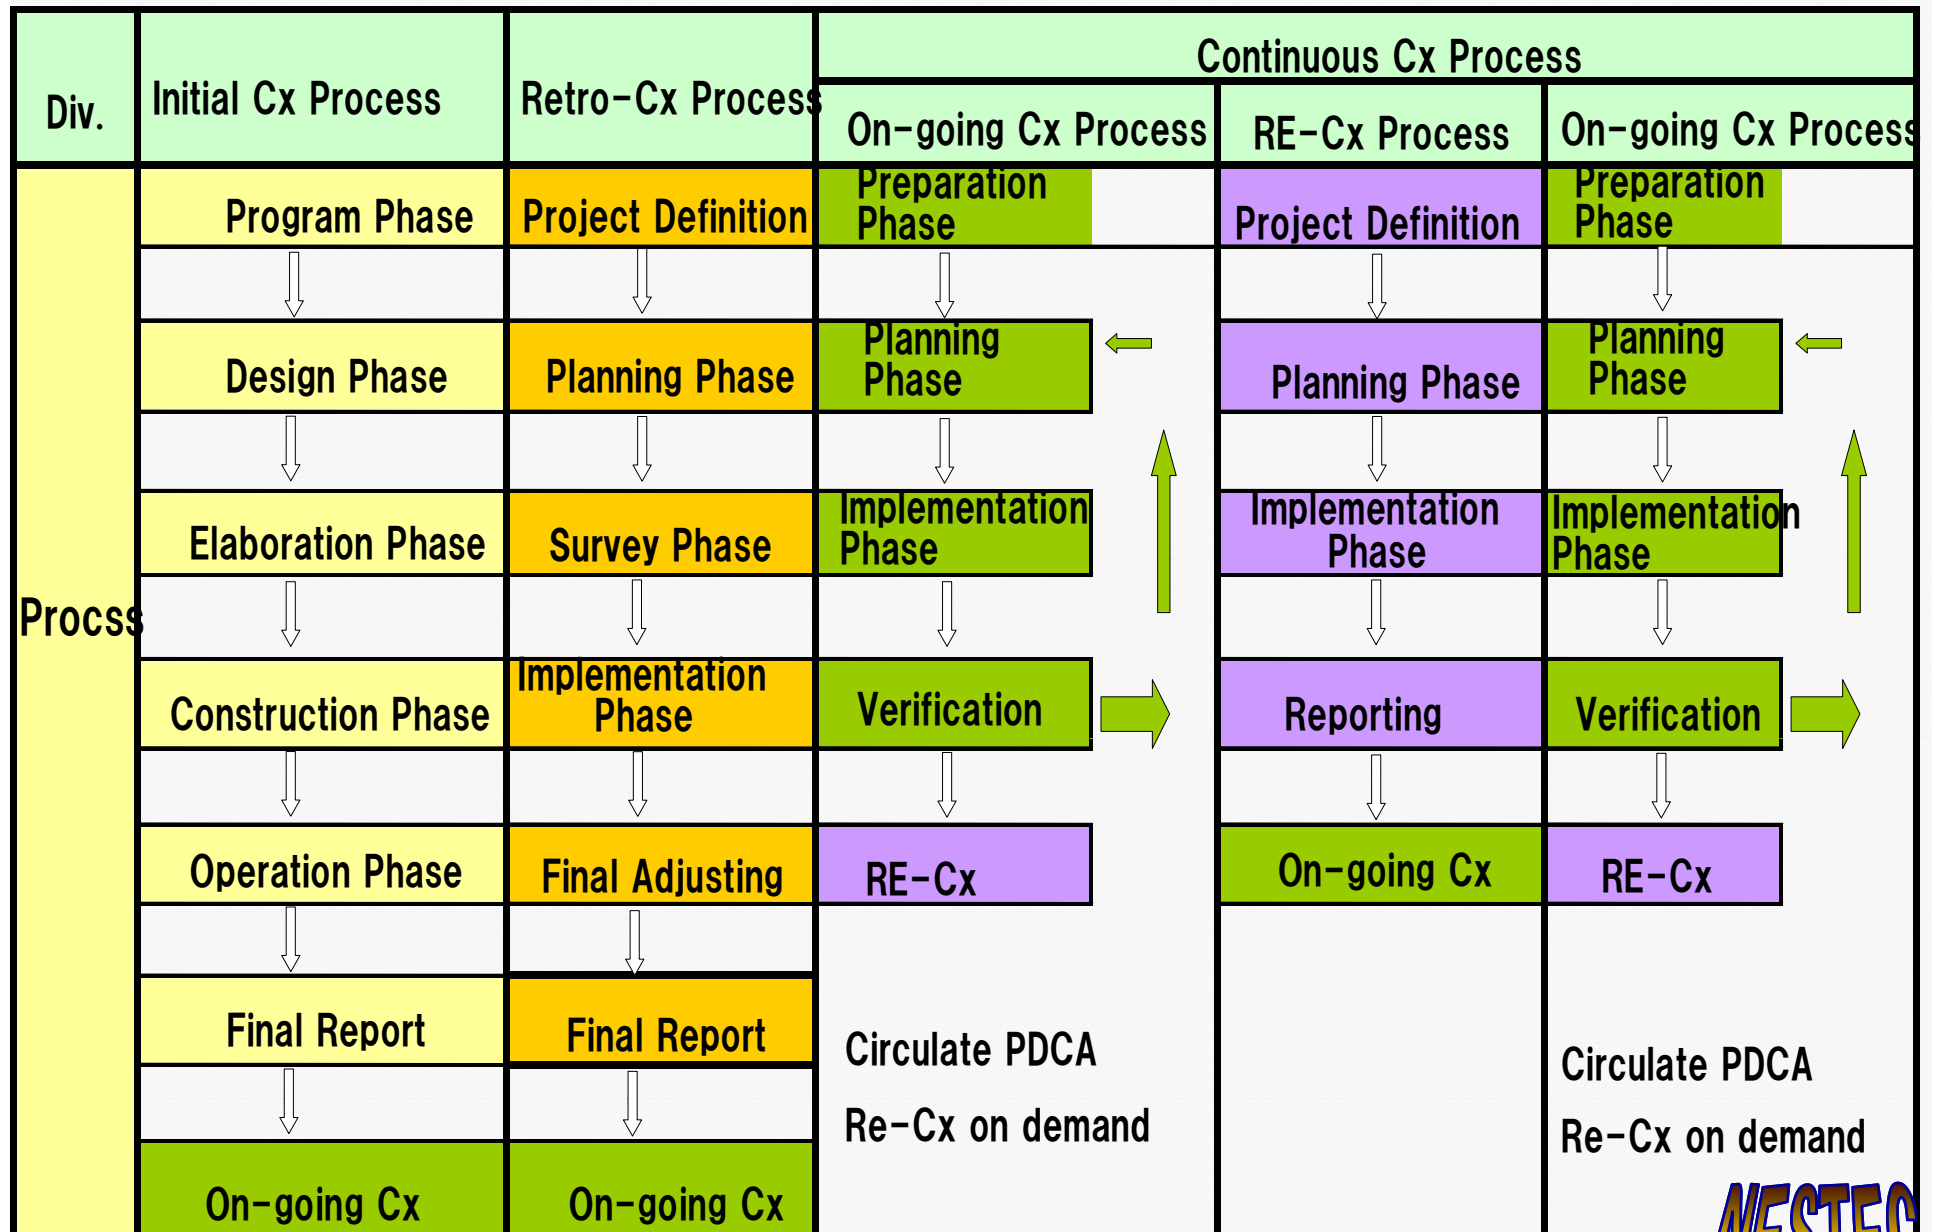 Div.
Initial Cx Process
Retro-Cx Process
Continuous Cx Process
On-going Cx Process
RE-Cx Process
On-going Cx Process
Procss
Program Phase
Project Definition
Preparation
Phase
Project Definition
Preparation
Phase
Design Phase
Planning Phase
Planning
Phase
Planning Phase
Planning
Phase
Elaboration Phase
Survey Phase
Implementation
Phase
Implementation
Phase
Implementation
Phase
Construction Phase
Implementation
Phase
Verification
Reporting
Verification
Operation Phase
Final Adjusting
RE-Cx
On-going Cx
RE-Cx
Final Report
Final Report
Circulate PDCA
Re-Cx on demand
Circulate PDCA
Re-Cx on demand
On-going Cx
On-going Cx
NESTEC